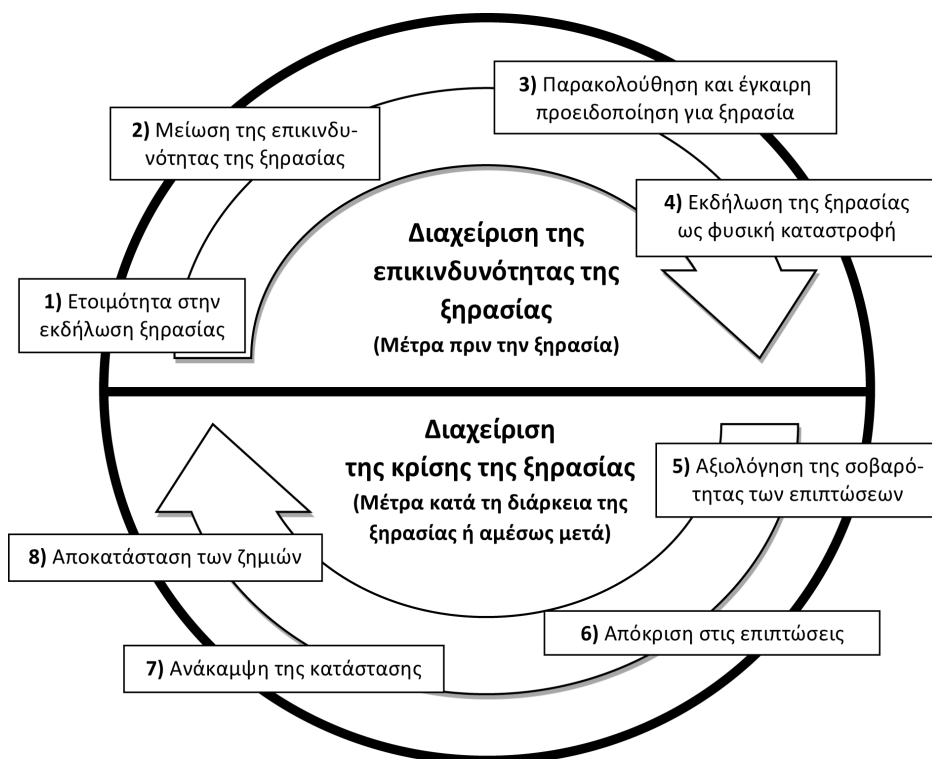 1) Ετοιμότητα στην
εκδήλωση ξηρασίας
2) Μείωση της επικινδυ-
νότητας της ξηρασίας
3) Παρακολούθηση και έγκαιρη
προειδοποίηση για ξηρασία
4) Εκδήλωση της ξηρασίας
ως φυσική καταστροφή
Διαχείριση της
επικινδυνότητας της
ξηρασίας
(Μέτρα πριν την ξηρασία)
Διαχείριση
της κρίσης της ξηρασίας
(Μέτρα κατά τη διάρκεια της
ξηρασίας ή αμέσως μετά)
5) Αξιολόγηση της σοβαρό-
τητας των επιπτώσεων
6) Απόκριση στις επιπτώσεις
7) Ανάκαμψη της κατάστασης
8) Αποκατάσταση των ζημιών